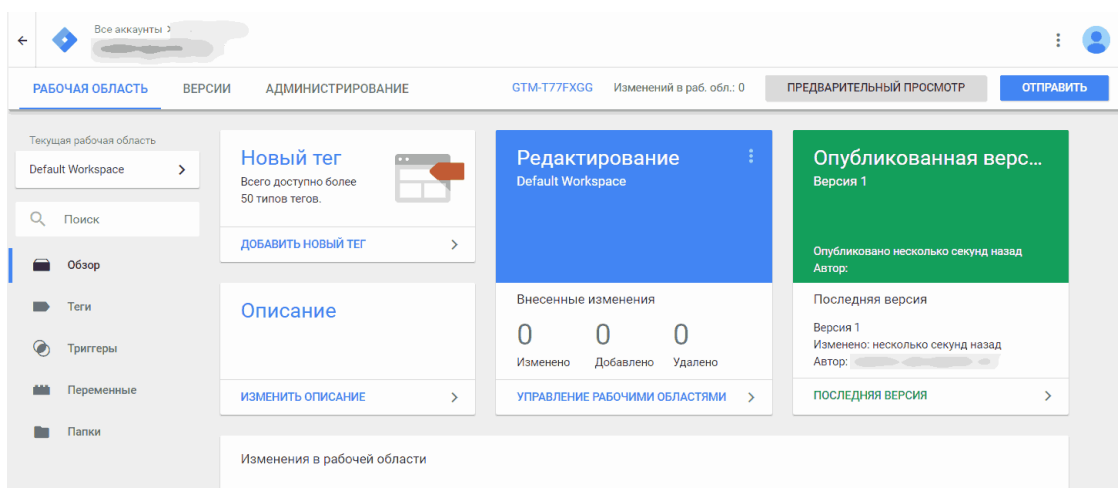 Все аккаунты
РАБОЧАЯ ОБЛАСТЬ
ВЕРСИИ
АДМИНИСТРИРОВАНИЕ
GTM-T77FXGG
Изменений в раб. обл.: 0
ПРЕДВАРИТЕЛЬНЫЙ ПРОСМОТР
ОТПРАВИТЬ
Текущая рабочая область
Default Workspace
Поиск
Обзор
Теги
Триггеры
Переменные
Папки
Новый тег
Всего доступно более
50 типов тегов.
ДОБАВИТЬ НОВЫЙ ТЕГ
Описание
ИЗМЕНИТЬ ОПИСАНИЕ
Редактирование
Default Workspace
Внесенные изменения
0 0 0
Изменено Добавлено Удалено
УПРАВЛЕНИЕ РАБОЧИМИ ОБЛАСТЯМИ
Опубликованная верс...
Версия 1
Опубликовано несколько секунд назад
Автор:
Последняя версия
Версия 1
Изменено: несколько секунд назад
Автор:
ПОСЛЕДНЯЯ ВЕРСИЯ
Изменения в рабочей области